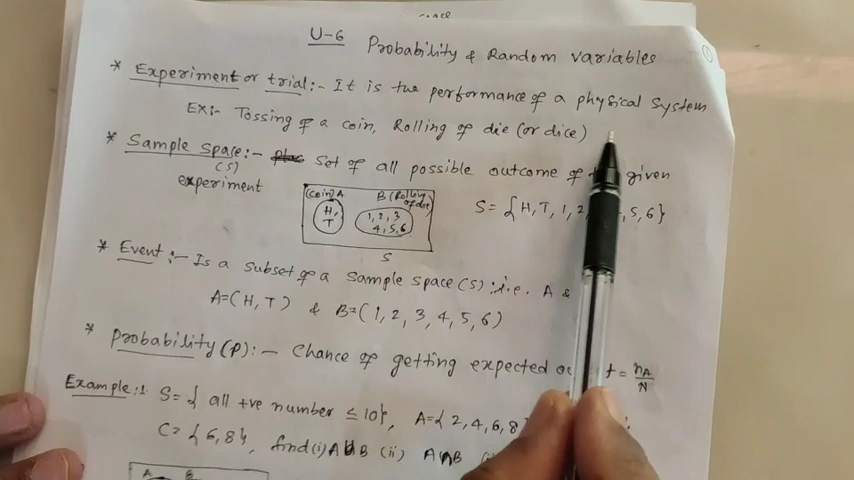 U-6 Probability & Random variables
①
* Experiment or trial:- It is the performance of a physical system
Ex:- Tossing of a coin, Rolling of die (or dice)
* Sample space:- set of all possible outcome of given
(S)
experiment
(coin) A B (Rolling of die)
H, T
1, 2, 3
4, 5, 6
S
S = { H, T, 1, 2, 5, 6}
* Event:- Is a subset of a sample space (s) i.e. A &
A=(H, T) & B=(1, 2, 3, 4, 5, 6)
* Probability (P):- Chance of getting expected = nA/N
Example:1 S= { all +ve number ≤ 10}, A={ 2, 4, 6, 8
C= { 6, 8}, find (i) A∪B (ii) A∩B
A B